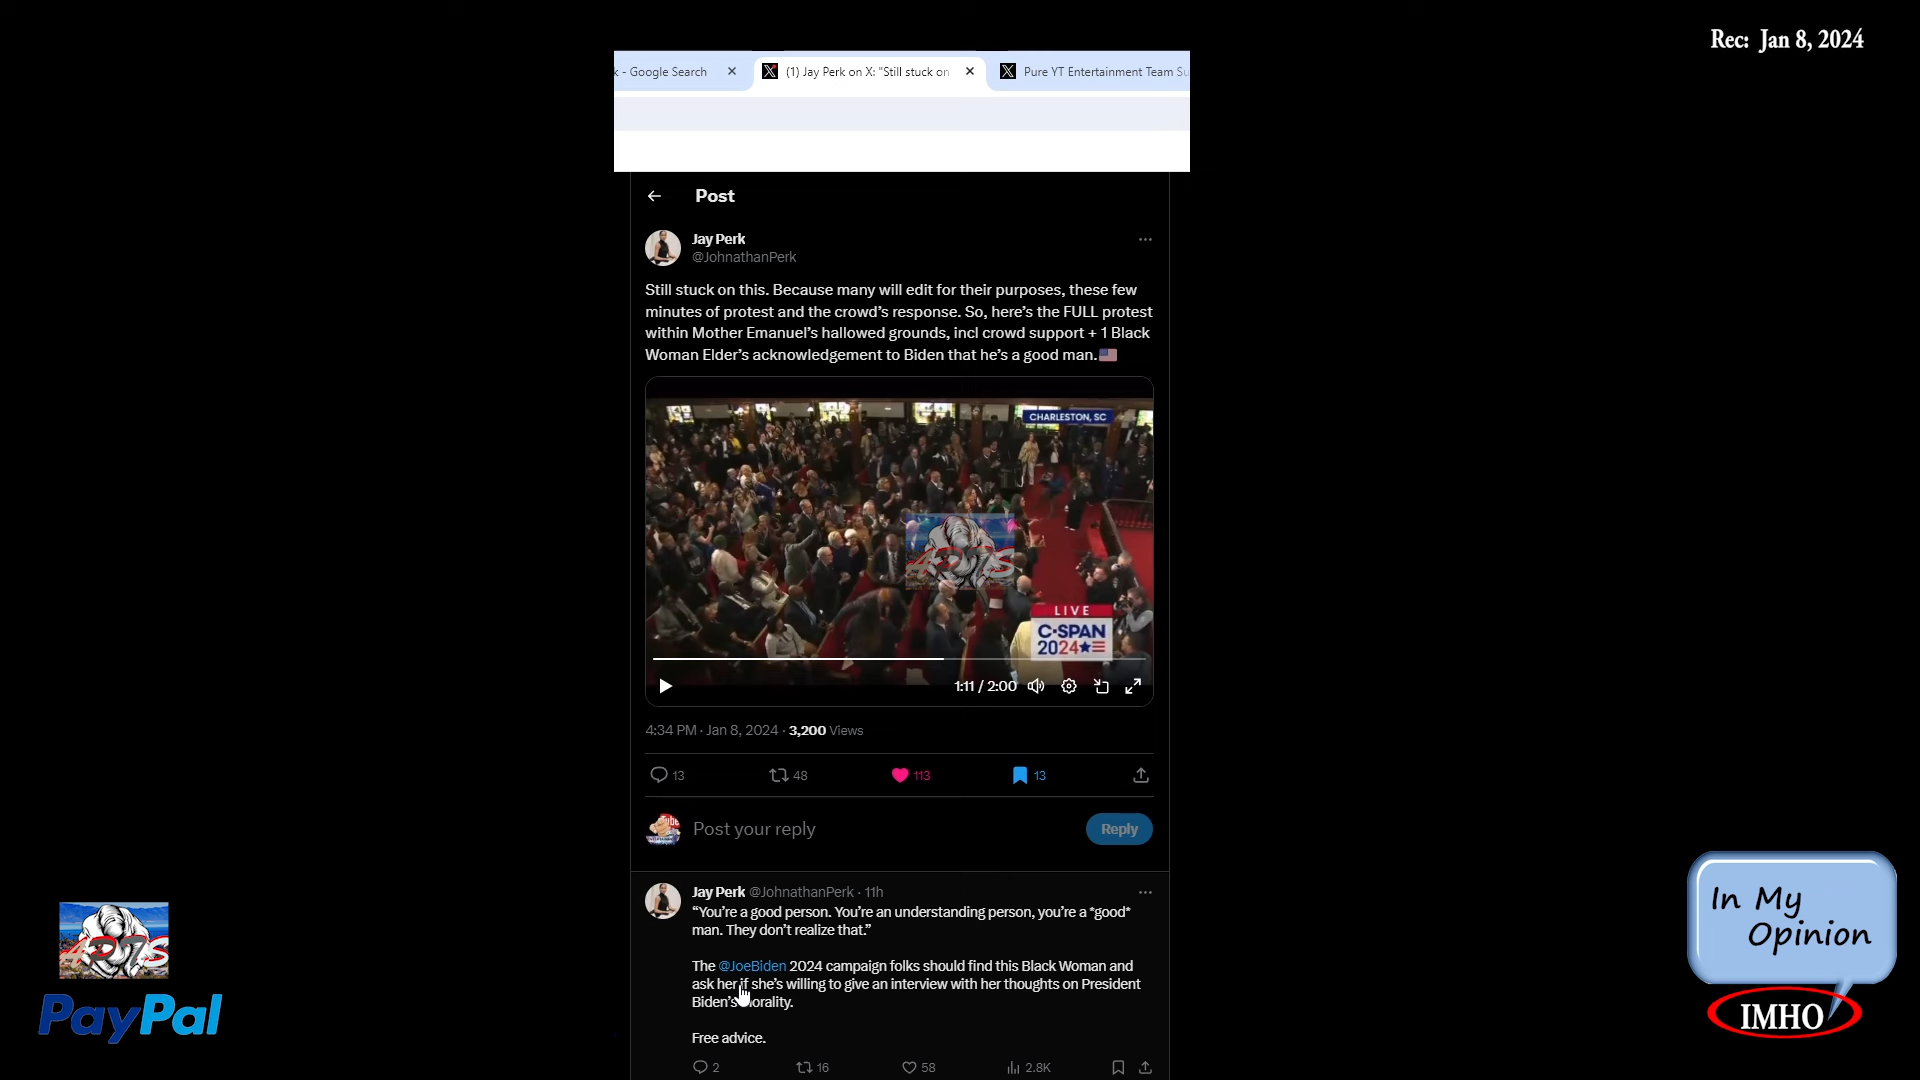 Rec: Jan 8, 2024
k - Google Search
(1) Jay Perk on X: "Still stuck on
Pure YT Entertainment Team Su
Post
Jay Perk
@JohnathanPerk
Still stuck on this. Because many will edit for their purposes, these few
minutes of protest and the crowd's response. So, here's the FULL protest
within Mother Emanuel's hallowed grounds, incl crowd support + 1 Black
Woman Elder's acknowledgement to Biden that he's a good man.
CHARLESTON, SC
LIVE
C-SPAN
2024
1:11 / 2:00
4:34 PM · Jan 8, 2024 · 3,200 Views
13 48 113 13
Post your reply
Reply
Jay Perk @JohnathanPerk · 11h
“You're a good person. You're an understanding person, you're a *good*
man. They don't realize that.”
The @JoeBiden 2024 campaign folks should find this Black Woman and
ask her if she's willing to give an interview with her thoughts on President
Biden's morality.
Free advice.
2 16 58 2.8K
PayPal
In My
Opinion
IMHO